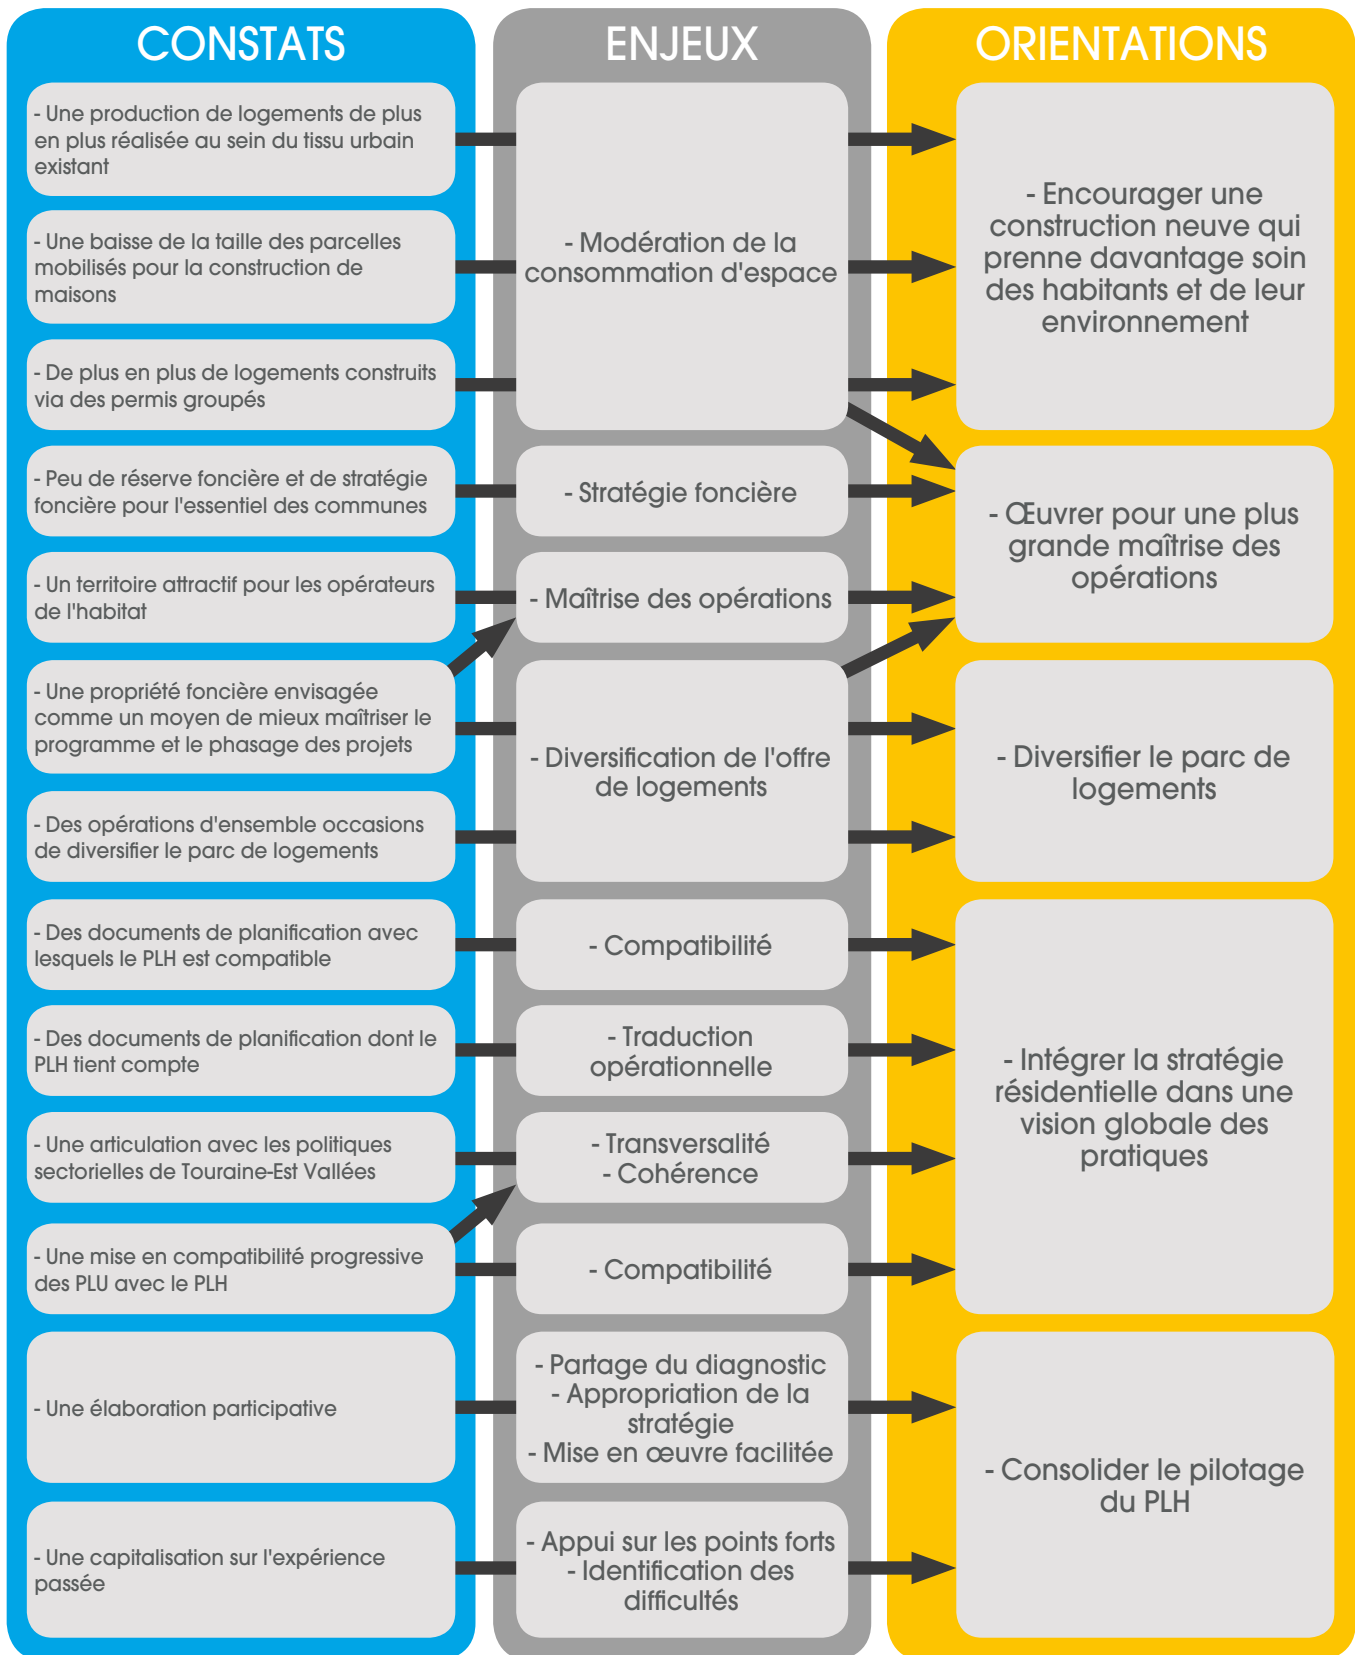 CONSTATS
- Une production de logements de plus
en plus réalisée au sein du tissu urbain
existant
- Une baisse de la taille des parcelles
mobilisés pour la construction de
maisons
- De plus en plus de logements construits
via des permis groupés
- Peu de réserve foncière et de stratégie
foncière pour l'essentiel des communes
- Un territoire attractif pour les opérateurs
de l'habitat
- Une propriété foncière envisagée
comme un moyen de mieux maîtriser le
programme et le phasage des projets
- Des opérations d'ensemble occasions
de diversifier le parc de logements
- Des documents de planification avec
lesquels le PLH est compatible
- Des documents de planification dont le
PLH tient compte
- Une articulation avec les politiques
sectorielles de Touraine-Est Vallées
- Une mise en compatibilité progressive
des PLU avec le PLH
- Une élaboration participative
- Une capitalisation sur l'expérience
passée
ENJEUX
- Modération de la
consommation d'espace
- Stratégie foncière
- Maîtrise des opérations
- Diversification de l'offre
de logements
- Compatibilité
- Traduction
opérationnelle
- Transversalité
- Cohérence
- Compatibilité
- Partage du diagnostic
- Appropriation de la
stratégie
- Mise en œuvre facilitée
- Appui sur les points forts
- Identification des
difficultés
ORIENTATIONS
- Encourager une
construction neuve qui
prenne davantage soin
des habitants et de leur
environnement
- Œuvrer pour une plus
grande maîtrise des
opérations
- Diversifier le parc de
logements
- Intégrer la stratégie
résidentielle dans une
vision globale des
pratiques
- Consolider le pilotage
du PLH